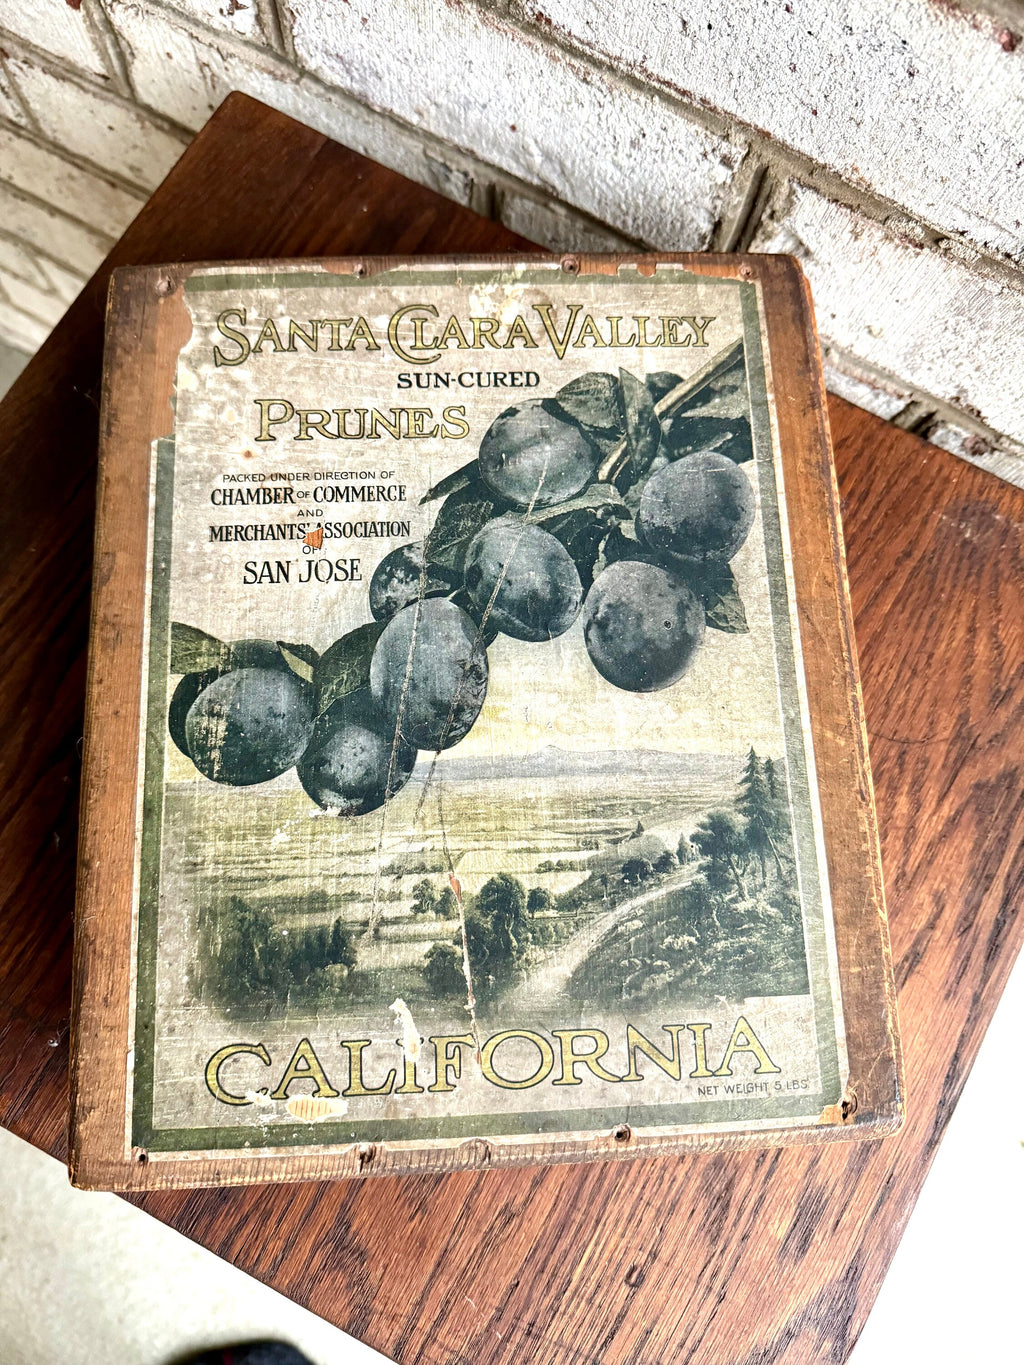 SANTA CLARA VALLEY
SUN-CURED
PRUNES
PACKED UNDER DIRECTION OF
CHAMBER OF COMMERCE
AND
MERCHANTS' ASSOCIATION
OF
SAN JOSE
CALIFORNIA
NET WEIGHT 5 LBS